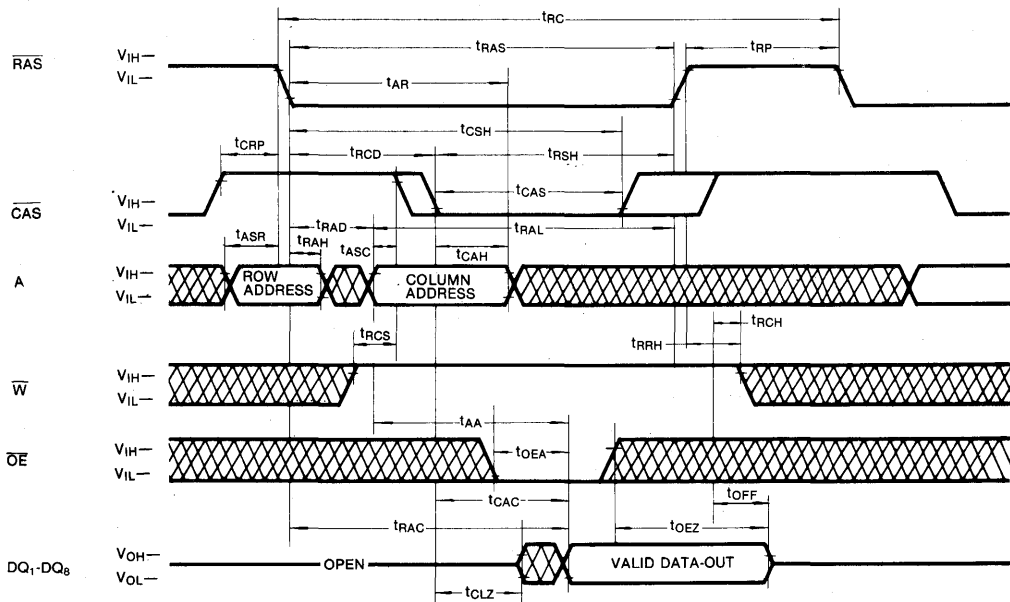 tRC
tRAS
tRP
RAS
VIH—
VIL—
tAR
tCSH
tCRP
tRCD
tRSH
CAS
VIH—
VIL—
tCAS
tASR
tRAD
tRAL
tRAH
tASC
tCAH
A
VIH—
VIL—
ROW
ADDRESS
COLUMN
ADDRESS
tRCH
tRCS
tRRH
W
VIH—
VIL—
tAA
OE
VIH—
VIL—
tOEA
tCAC
tOFF
tRAC
tOEZ
DQ1-DQ8
VOH—
VOL—
OPEN
VALID DATA-OUT
tCLZ